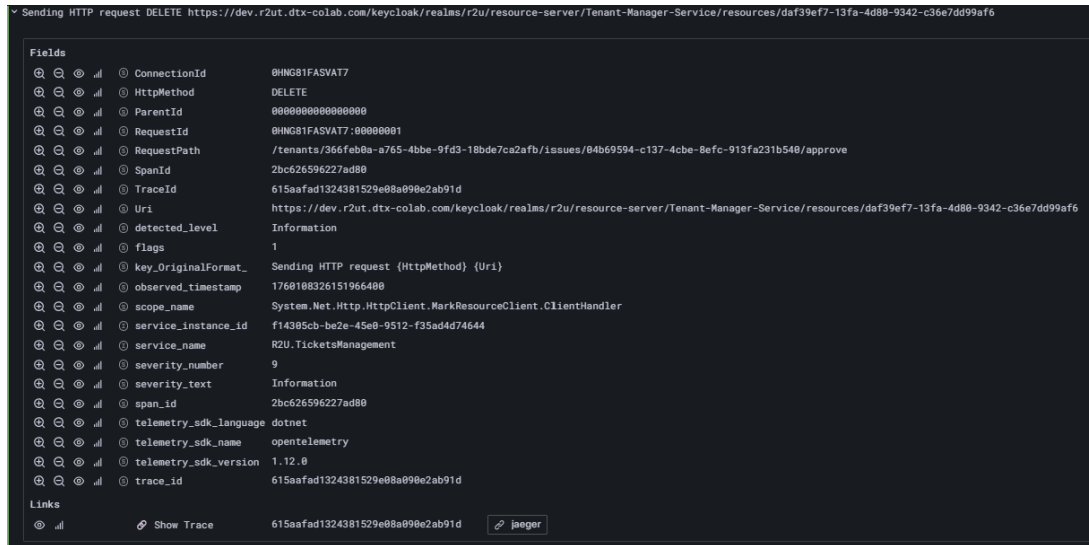 Sending HTTP request DELETE https://dev.r2ut.dtx-colab.com/keycloak/realms/r2u/resource-server/Tenant-Manager-Service/resources/daf39ef7-13fa-4d80-9342-c36e7dd99af6
Fields
ConnectionId 0HNG81FASVAT7
HttpMethod DELETE
ParentId 0000000000000000
RequestId 0HNG81FASVAT7:00000001
RequestPath /tenants/366feb0a-a765-4bbe-9fd3-18bde7ca2afb/issues/04b69594-c137-4cbe-8efc-913fa231b540/approve
SpanId 2bc626596227ad80
TraceId 615aafad1324381529e08a090e2ab91d
Uri https://dev.r2ut.dtx-colab.com/keycloak/realms/r2u/resource-server/Tenant-Manager-Service/resources/daf39ef7-13fa-4d80-9342-c36e7dd99af6
detected_level Information
flags 1
key_OriginalFormat_ Sending HTTP request {HttpMethod} {Uri}
observed_timestamp 1760108326151966400
scope_name System.Net.Http.HttpClient.MarkResourceClient.ClientHandler
service_instance_id f14305cb-be2e-45e0-9512-f35ad4d74644
service_name R2U.TicketsManagement
severity_number 9
severity_text Information
span_id 2bc626596227ad80
telemetry_sdk_language dotnet
telemetry_sdk_name opentelemetry
telemetry_sdk_version 1.12.0
trace_id 615aafad1324381529e08a090e2ab91d
Links
Show Trace 615aafad1324381529e08a090e2ab91d jaeger